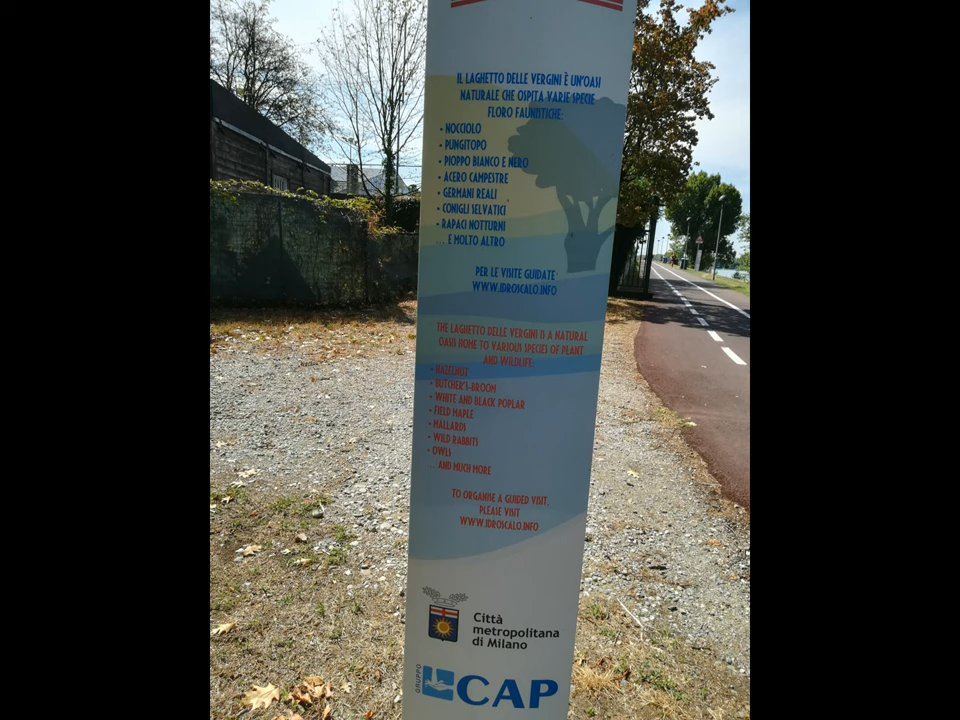 IL LAGHETTO DELLE VERGINI È UN'OASI
NATURALE CHE OSPITA VARIE SPECIE
FLORO FAUNISTICHE:
• NOCCIOLO
• PUNGITOPO
• PIOPPO BIANCO E NERO
• ACERO CAMPESTRE
• GERMANI REALI
• CONIGLI SELVATICI
• RAPACI NOTTURNI
... E MOLTO ALTRO
PER LE VISITE GUIDATE
WWW.IDROSCALO.INFO
THE LAGHETTO DELLE VERGINI IS A NATURAL
OASIS HOME TO VARIOUS SPECIES OF PLANT
AND WILDLIFE:
• HAZELNUT
• BUTCHER'S-BROOM
• WHITE AND BLACK POPLAR
• FIELD MAPLE
• MALLARDS
• WILD RABBITS
• OWLS
... AND MUCH MORE
TO ORGANISE A GUIDED VISIT,
PLEASE VISIT
WWW.IDROSCALO.INFO
Città
metropolitana
di Milano
GRUPPO
CAP